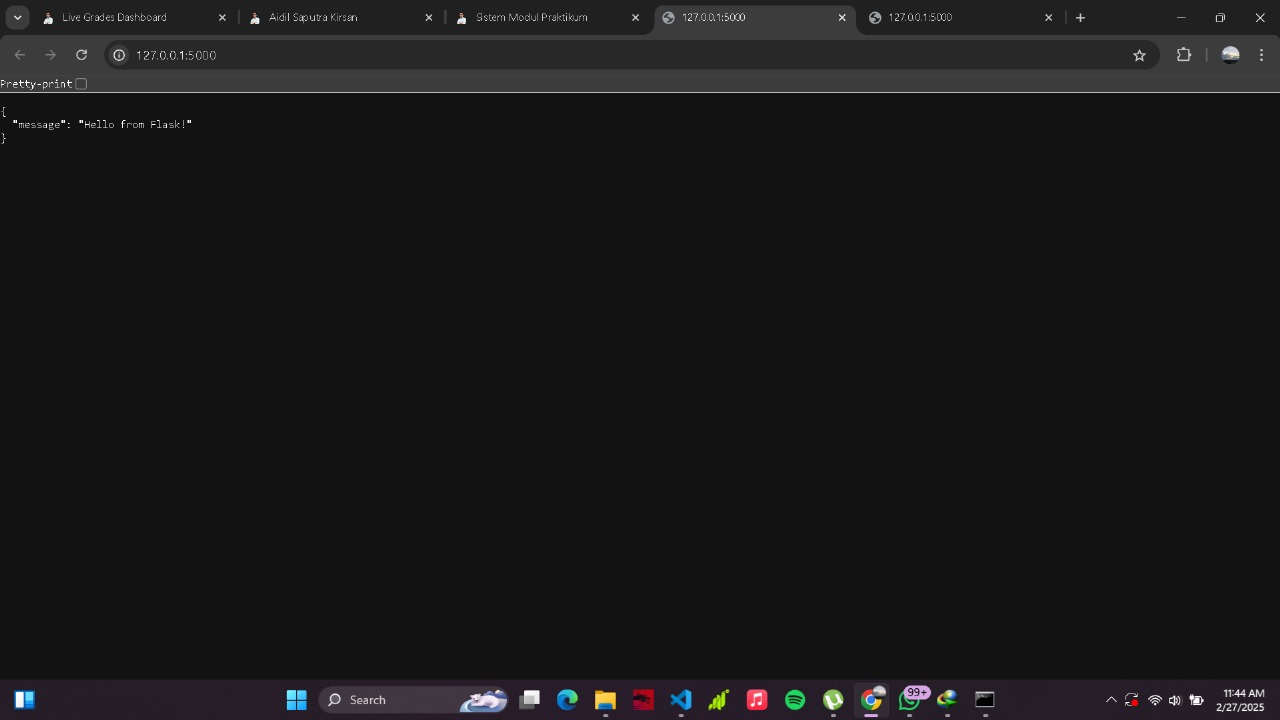 Live Grades Dashboard
Aidil Saputra Kirsan
Sistem Modul Praktikum
127.0.0.1:5000
127.0.0.1:5000
127.0.0.1:5000
Pretty-print
{
"message": "Hello from Flask!"
}
Search
99+
11:44 AM
2/27/2025